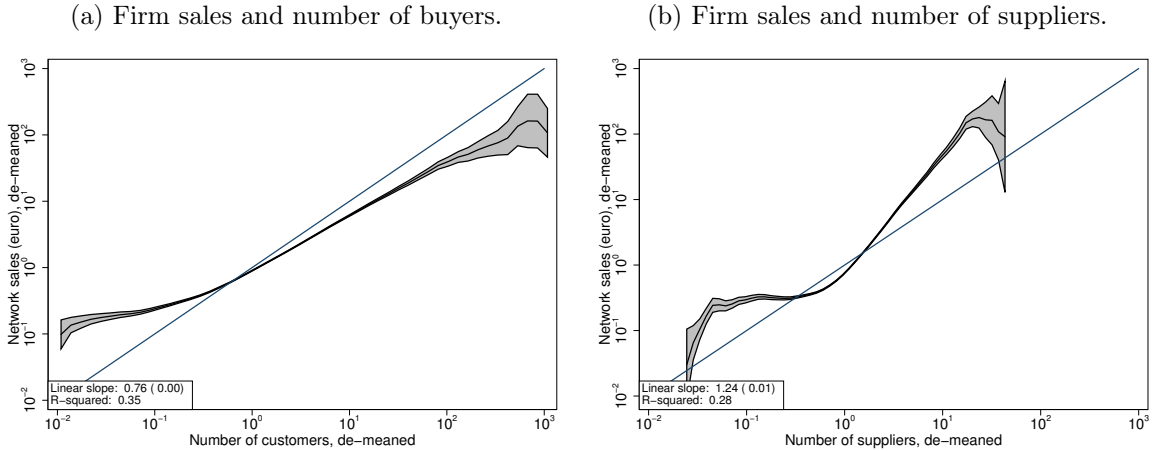 (a) Firm sales and number of buyers.
Network sales (euro), de−meaned
10⁻² 10⁻¹ 10⁰ 10¹ 10² 10³
Linear slope: 0.76 ( 0.00)
R−squared: 0.35
10⁻² 10⁻¹ 10⁰ 10¹ 10² 10³
Number of customers, de−meaned
(b) Firm sales and number of suppliers.
Network sales (euro), de−meaned
10⁻² 10⁻¹ 10⁰ 10¹ 10² 10³
Linear slope: 1.24 ( 0.01)
R−squared: 0.28
10⁻² 10⁻¹ 10⁰ 10¹ 10² 10³
Number of suppliers, de−meaned